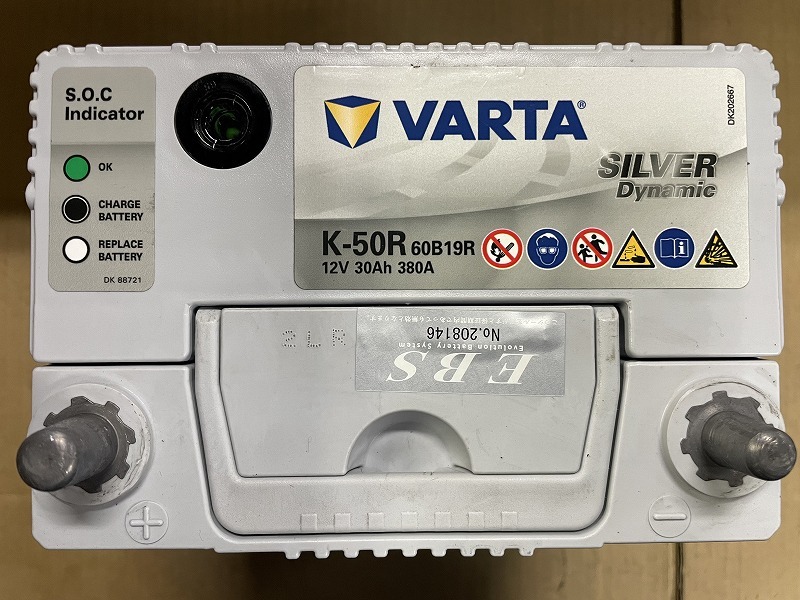 S.O.C
Indicator
OK
CHARGE
BATTERY
REPLACE
BATTERY
DK 88721
VARTA®
SILVER
Dynamic
K-50R 60B19R
12V 30Ah 380A
DK202667
2L R
EBS
Evolution Battery System
No.208146